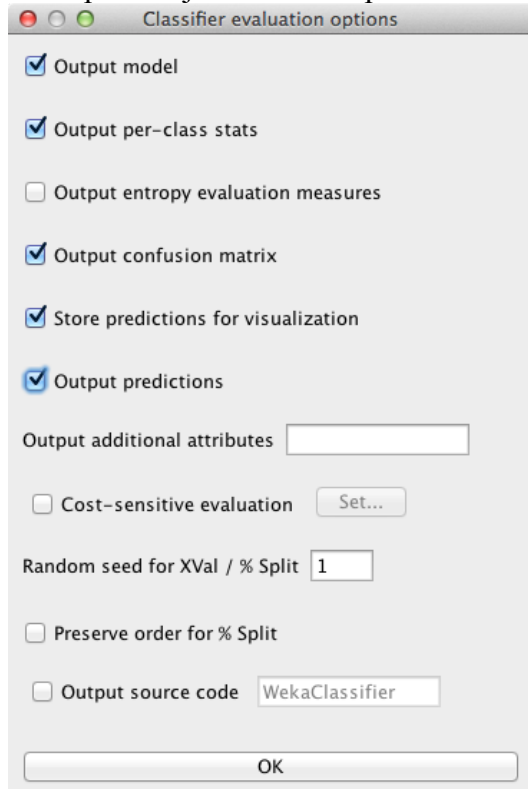 Classifier evaluation options
Output model
Output per-class stats
Output entropy evaluation measures
Output confusion matrix
Store predictions for visualization
Output predictions
Output additional attributes
Cost-sensitive evaluation Set...
Random seed for XVal / % Split 1
Preserve order for % Split
Output source code WekaClassifier
OK